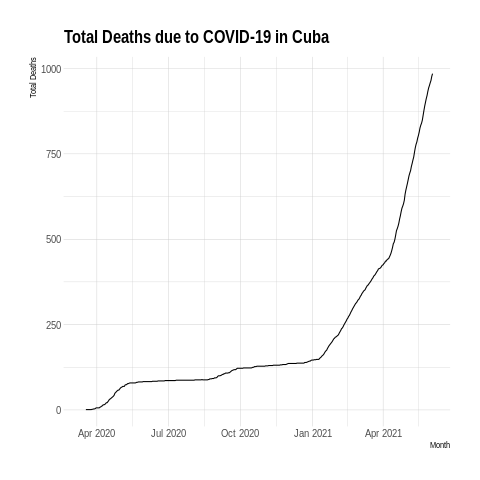 Total Deaths due to COVID-19 in Cuba
Total Deaths
1000
750
500
250
0
Apr 2020 Jul 2020 Oct 2020 Jan 2021 Apr 2021
Month